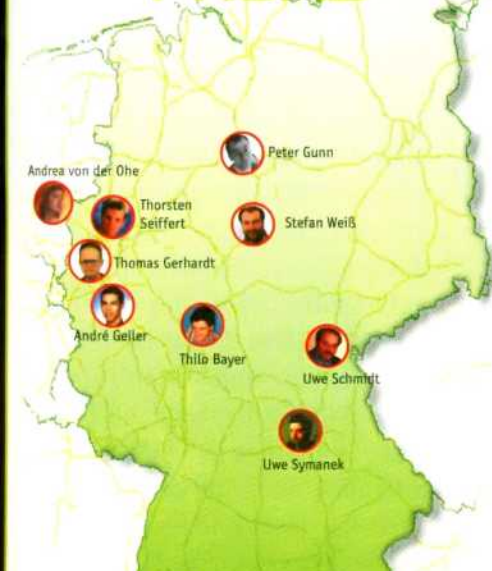 Peter Gunn
Andrea von der Ohe
Thorsten
Seiffert
Stefan Weiß
Thomas Gerhardt
André Geller
Thilo Bayer
Uwe Schmidt
Uwe Symanek